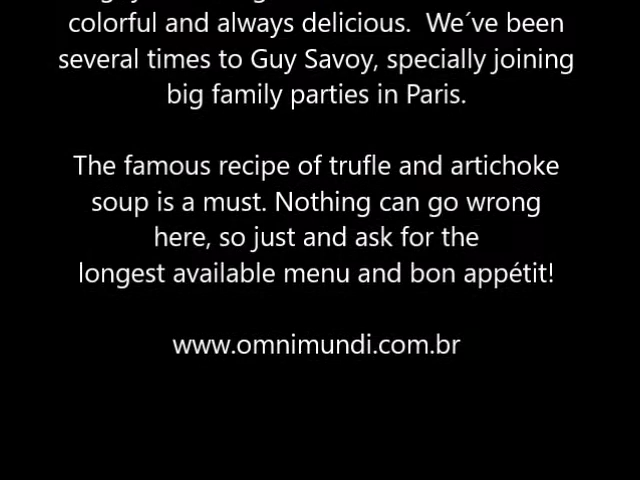 colorful and always delicious.  We´ve been
several times to Guy Savoy, specially joining
big family parties in Paris.
The famous recipe of trufle and artichoke
soup is a must. Nothing can go wrong
here, so just and ask for the
longest available menu and bon appétit!
www.omnimundi.com.br